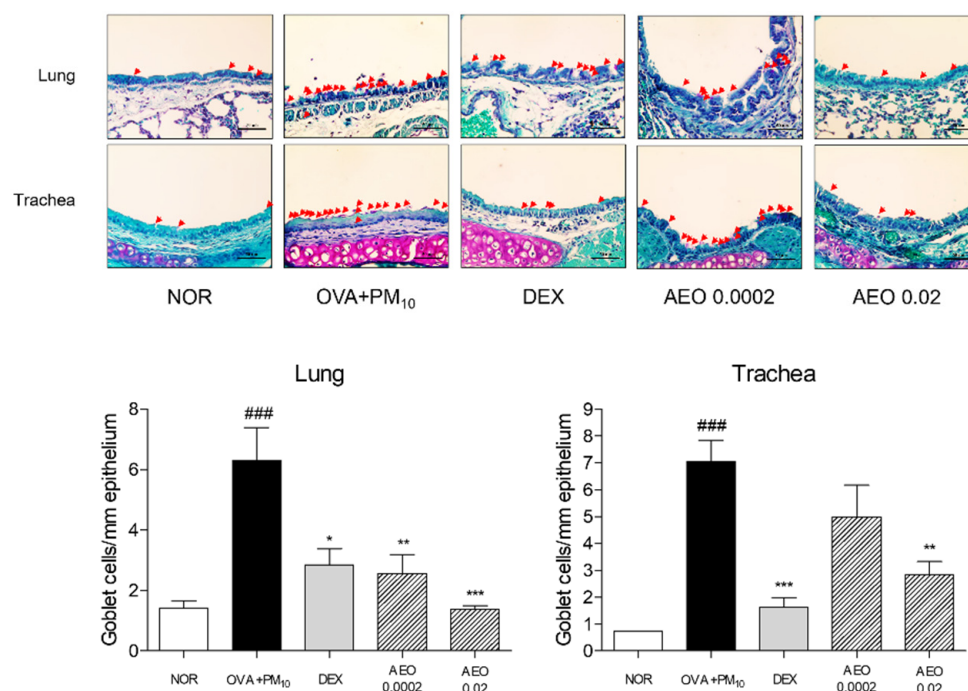 Lung
Trachea
NOR
OVA+PM₁₀
DEX
AEO 0.0002
AEO 0.02
Lung
Goblet cells/mm epithelium
8
6
4
2
0
###
*
**
***
NOR
OVA+PM₁₀
DEX
AEO
0.0002
AEO
0.02
Trachea
Goblet cells/mm epithelium
9
8
7
6
5
4
3
2
1
0
###
***
**
NOR
OVA+PM₁₀
DEX
AEO
0.0002
AEO
0.02